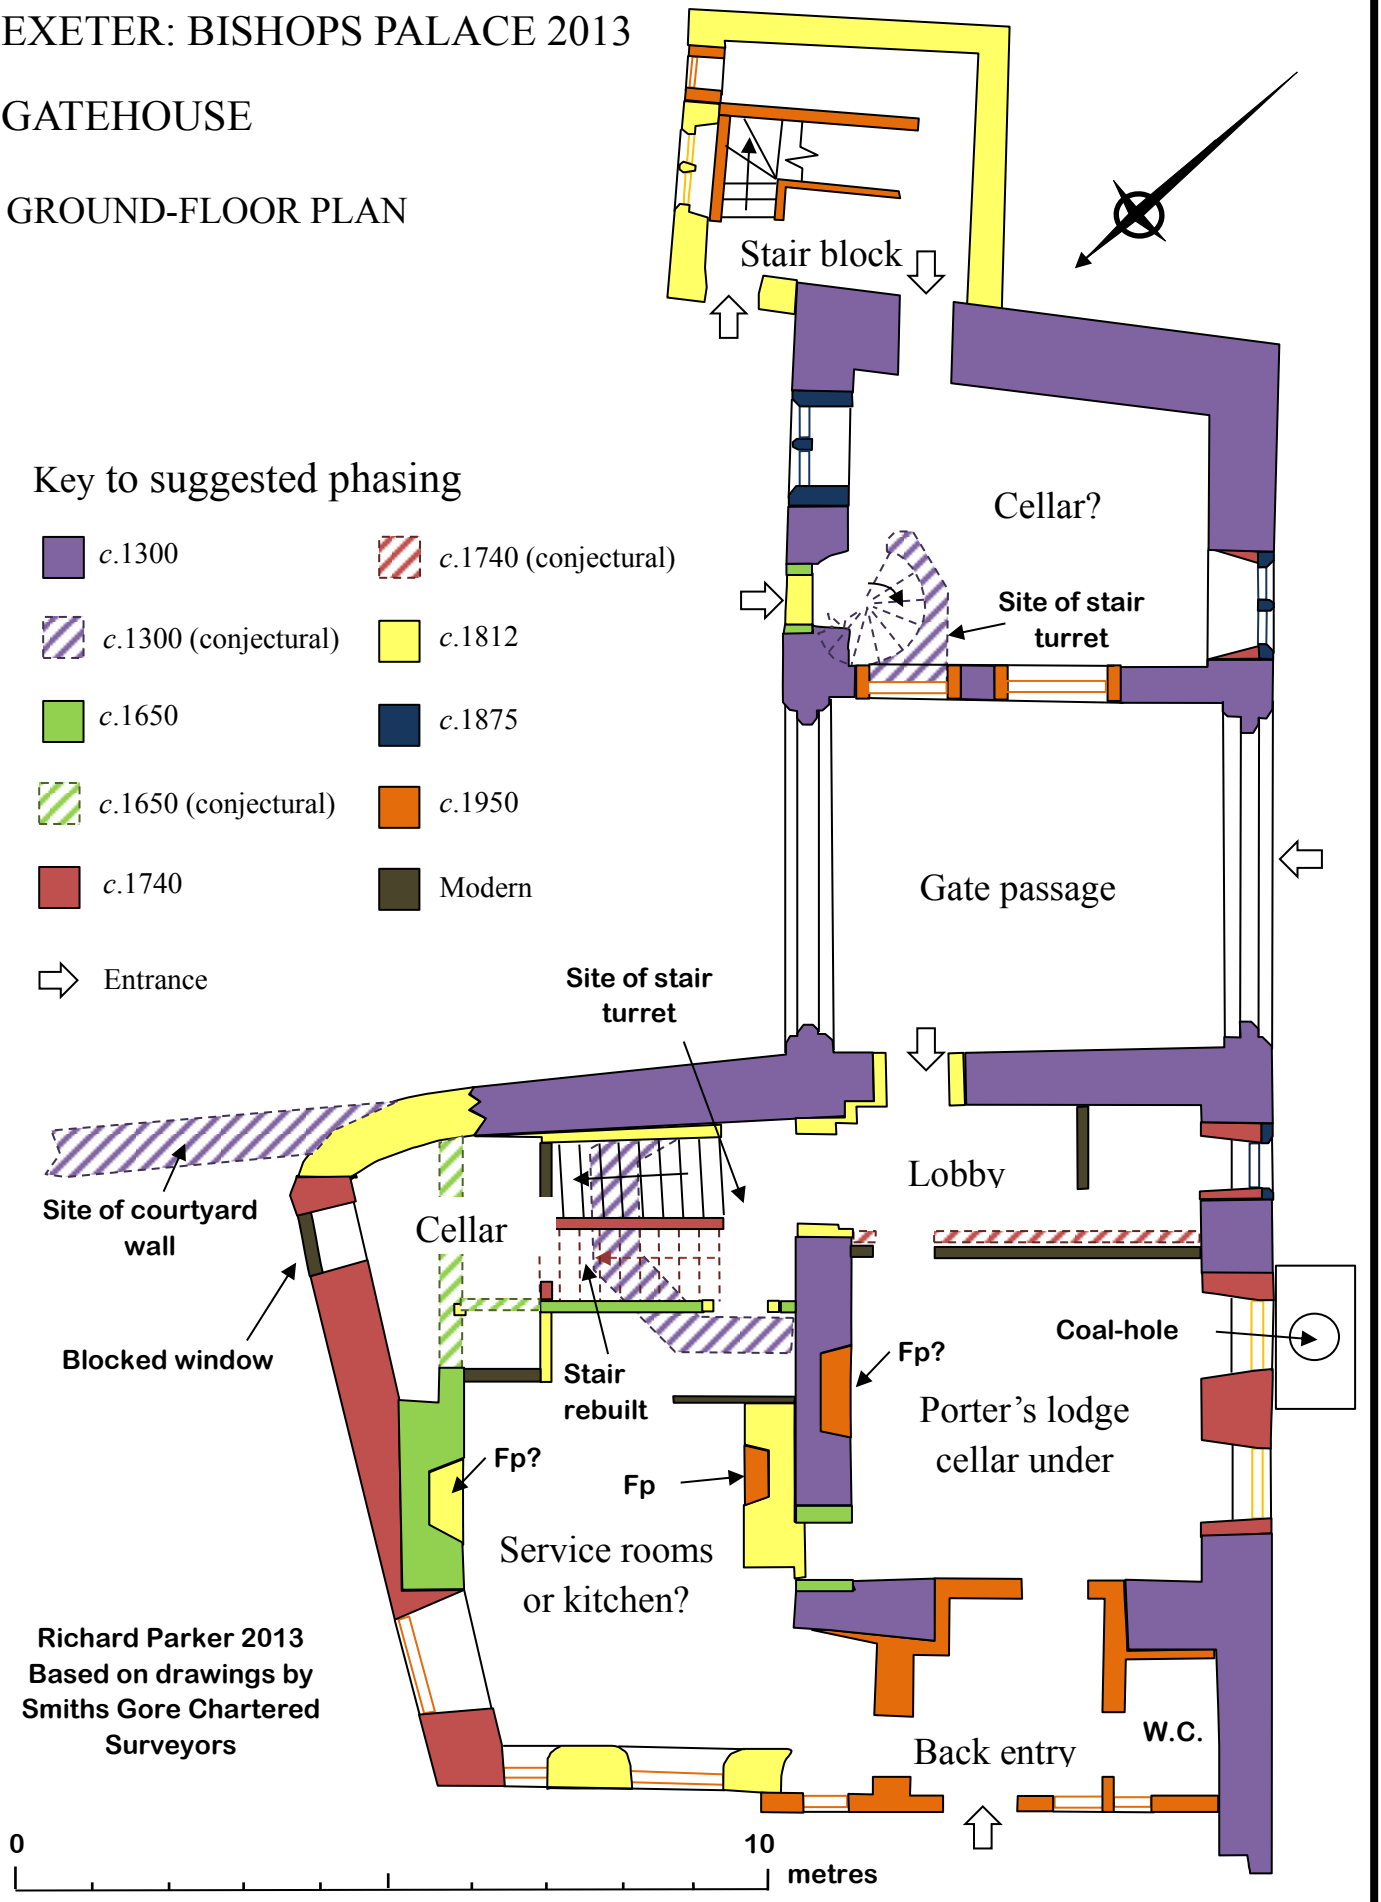 EXETER: BISHOPS PALACE 2013
GATEHOUSE
GROUND-FLOOR PLAN
Stair block
Key to suggested phasing
c.1300
c.1740 (conjectural)
c.1300 (conjectural)
c.1812
c.1650
c.1875
c.1650 (conjectural)
c.1950
c.1740
Modern
Entrance
Cellar?
Site of stair
turret
Gate passage
Site of stair
turret
Lobby
Site of courtyard
wall
Cellar
Blocked window
Stair
rebuilt
Coal-hole
Fp?
Porter’s lodge
cellar under
Fp?
Fp
Service rooms
or kitchen?
Richard Parker 2013
Based on drawings by
Smiths Gore Chartered
Surveyors
W.C.
Back entry
0
10
metres